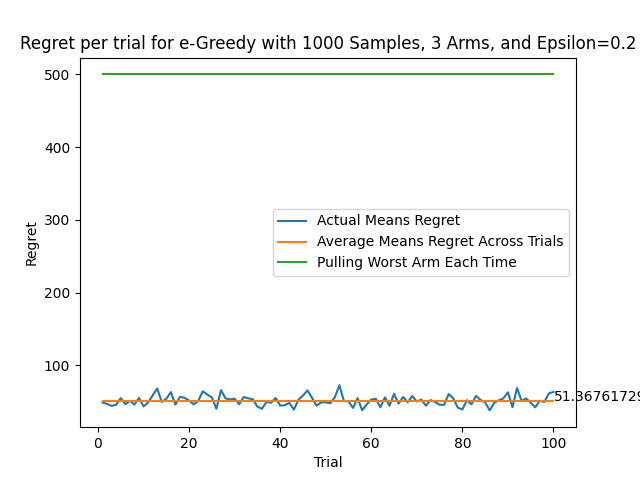 Regret per trial for e-Greedy with 1000 Samples, 3 Arms, and Epsilon=0.2
500
400
300
200
100
Regret
Actual Means Regret
Average Means Regret Across Trials
Pulling Worst Arm Each Time
51.36761729
0
20
40
60
80
100
Trial